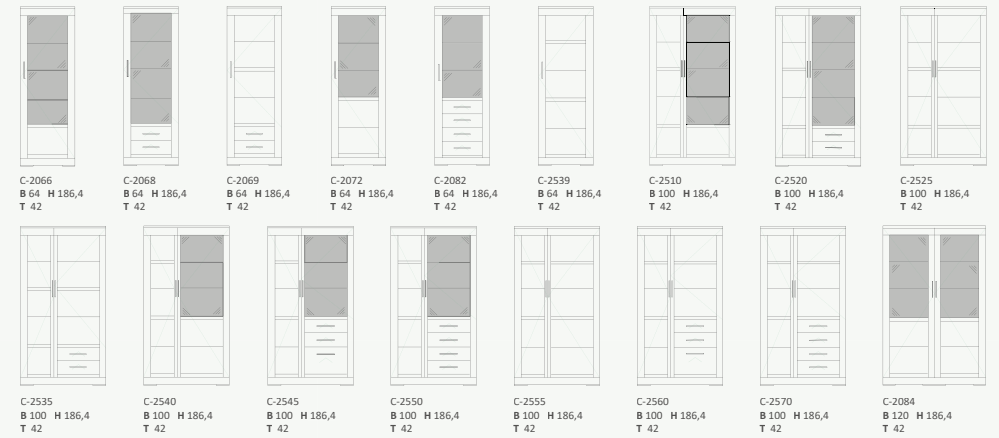 C-2066 C-2068 C-2069 C-2072 C-2082 C-2539 C-2510 C-2520 C-2525
B 64 H 186,4 B 64 H 186,4 B 64 H 186,4 B 64 H 186,4 B 64 H 186,4 B 64 H 186,4 B 100 H 186,4 B 100 H 186,4 B 100 H 186,4
T 42 T 42 T 42 T 42 T 42 T 42 T 42 T 42 T 42
C-2535 C-2540 C-2545 C-2550 C-2555 C-2560 C-2570 C-2084
B 100 H 186,4 B 100 H 186,4 B 100 H 186,4 B 100 H 186,4 B 100 H 186,4 B 100 H 186,4 B 100 H 186,4 B 120 H 186,4
T 42 T 42 T 42 T 42 T 42 T 42 T 42 T 42